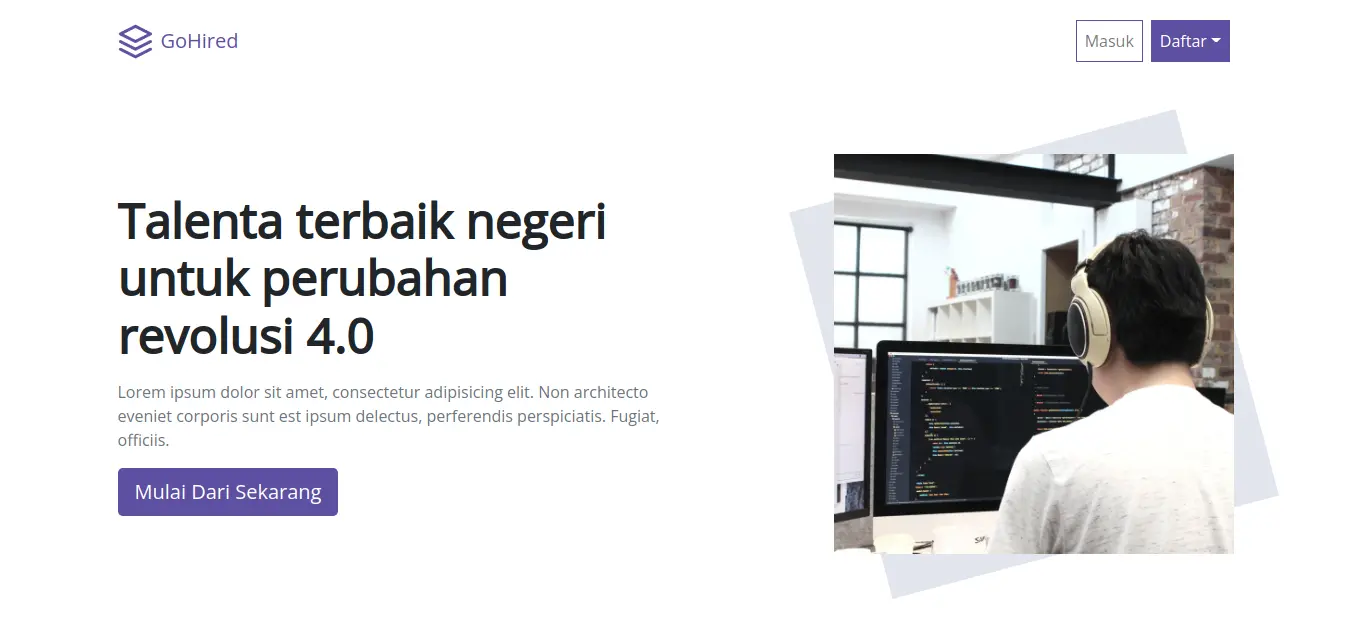 GoHired
Masuk
Daftar
Talenta terbaik negeri
untuk perubahan
revolusi 4.0
Lorem ipsum dolor sit amet, consectetur adipisicing elit. Non architecto
eveniet corporis sunt est ipsum delectus, perferendis perspiciatis. Fugiat,
officiis.
Mulai Dari Sekarang